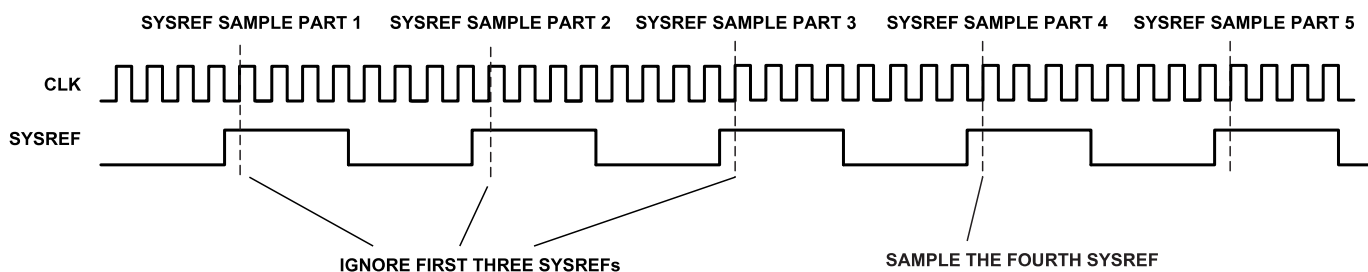 SYSREF SAMPLE PART 1 SYSREF SAMPLE PART 2 SYSREF SAMPLE PART 3 SYSREF SAMPLE PART 4 SYSREF SAMPLE PART 5
CLK
SYSREF
IGNORE FIRST THREE SYSREFs
SAMPLE THE FOURTH SYSREF